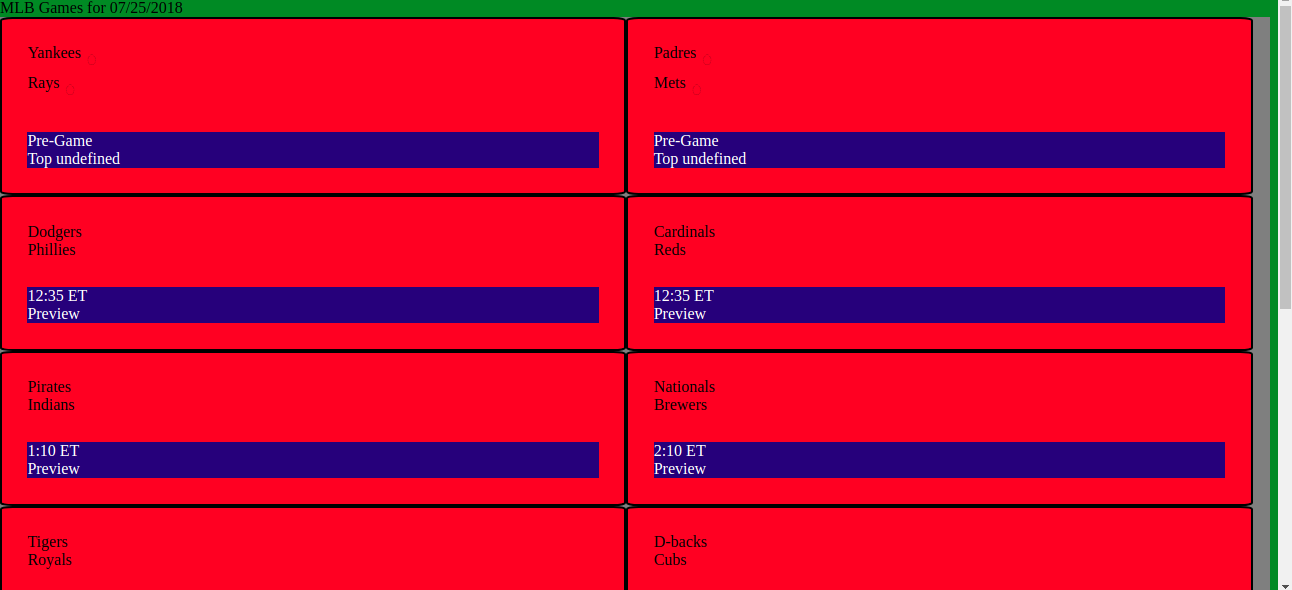 MLB Games for 07/25/2018
Yankees 0
Rays 0
Pre-Game
Top undefined
Padres 0
Mets 0
Pre-Game
Top undefined
Dodgers
Phillies
12:35 ET
Preview
Cardinals
Reds
12:35 ET
Preview
Pirates
Indians
1:10 ET
Preview
Nationals
Brewers
2:10 ET
Preview
Tigers
Royals
D-backs
Cubs